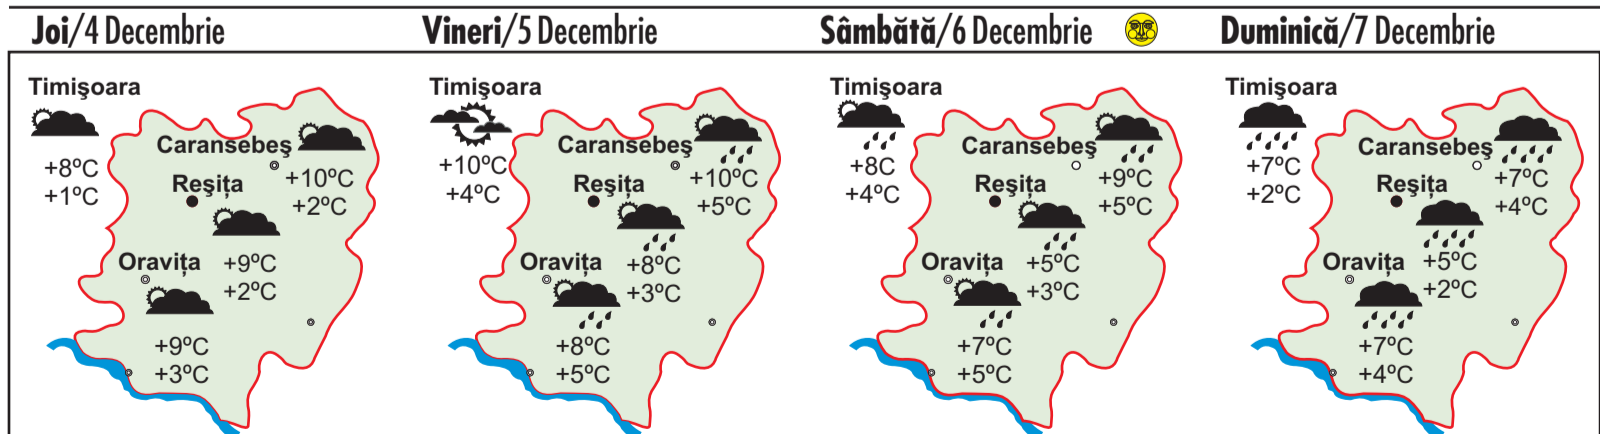 Joi/4 Decembrie
Timişoara
+8ºC
+1ºC
Caransebeş
+10ºC
+2ºC
Reşiţa
+9ºC
+2ºC
Oraviţa
+9ºC
+3ºC
Vineri/5 Decembrie
Timişoara
+10ºC
+4ºC
Caransebeş
+10ºC
+5ºC
Reşiţa
+8ºC
+3ºC
Oraviţa
+8ºC
+5ºC
Sâmbătă/6 Decembrie
Timişoara
+8C
+4ºC
Caransebeş
+9ºC
+5ºC
Reşiţa
+5ºC
+3ºC
Oraviţa
+7ºC
+5ºC
Duminică/7 Decembrie
Timişoara
+7ºC
+2ºC
Caransebeş
+7ºC
+4ºC
Reşiţa
+5ºC
+2ºC
Oraviţa
+7ºC
+4ºC